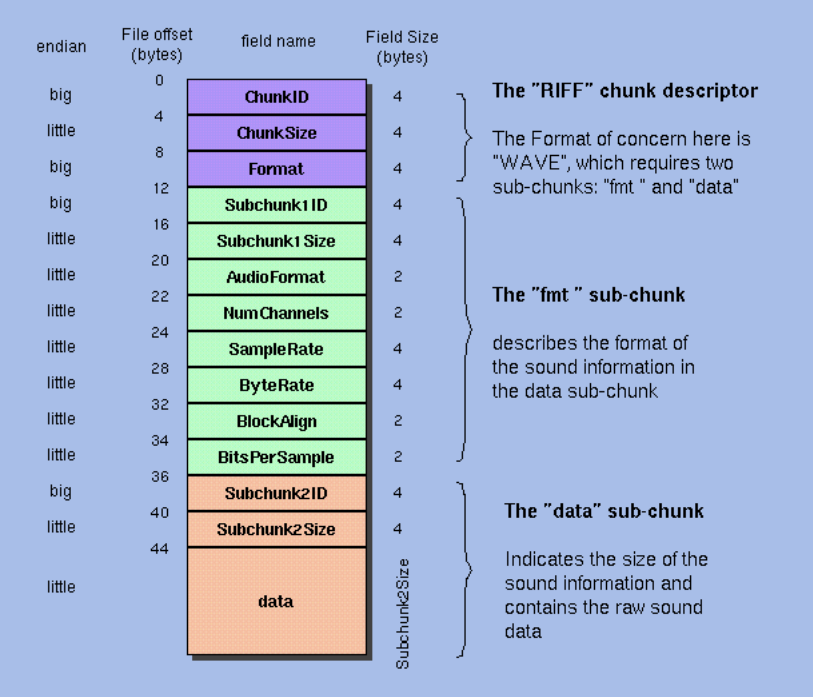 endian File offset (bytes) field name Field Size (bytes)
0
big ChunkID 4
4
little ChunkSize 4
8
big Format 4
12
big Subchunk1ID 4
16
little Subchunk1Size 4
20
little AudioFormat 2
22
little NumChannels 2
24
little SampleRate 4
28
little ByteRate 4
32
little BlockAlign 2
34
little BitsPerSample 2
36
big Subchunk2ID 4
40
little Subchunk2Size 4
44
little data Subchunk2Size
The "RIFF" chunk descriptor
The Format of concern here is
"WAVE", which requires two
sub-chunks: "fmt " and "data"
The "fmt " sub-chunk
describes the format of
the sound information in
the data sub-chunk
The "data" sub-chunk
Indicates the size of the
sound information and
contains the raw sound
data